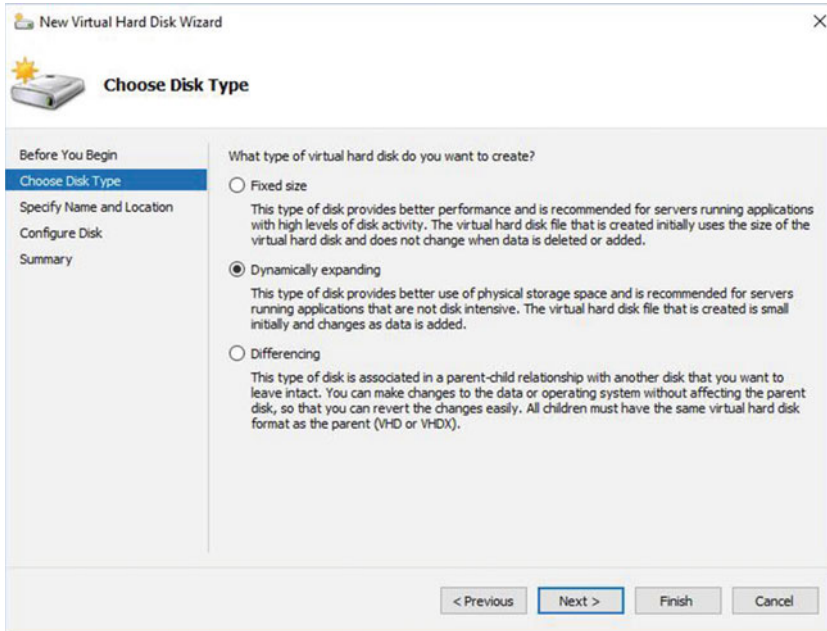 New Virtual Hard Disk Wizard
Choose Disk Type
Before You Begin
Choose Disk Type
Specify Name and Location
Configure Disk
Summary
What type of virtual hard disk do you want to create?
Fixed size
This type of disk provides better performance and is recommended for servers running applications
with high levels of disk activity. The virtual hard disk file that is created initially uses the size of the
virtual hard disk and does not change when data is deleted or added.
Dynamically expanding
This type of disk provides better use of physical storage space and is recommended for servers
running applications that are not disk intensive. The virtual hard disk file that is created is small
initially and changes as data is added.
Differencing
This type of disk is associated in a parent-child relationship with another disk that you want to
leave intact. You can make changes to the data or operating system without affecting the parent
disk, so that you can revert the changes easily. All children must have the same virtual hard disk
format as the parent (VHD or VHDX).
< Previous
Next >
Finish
Cancel